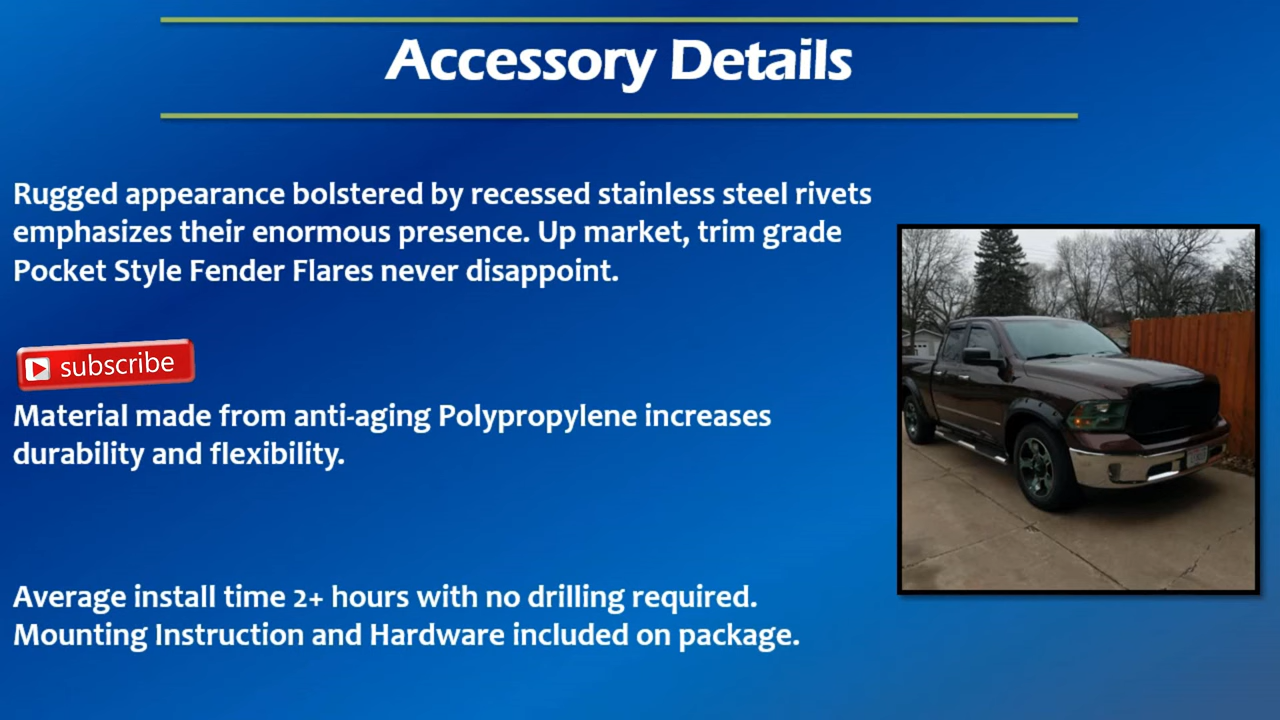 Accessory Details
Rugged appearance bolstered by recessed stainless steel rivets
emphasizes their enormous presence. Up market, trim grade
Pocket Style Fender Flares never disappoint.
subscribe
Material made from anti-aging Polypropylene increases
durability and flexibility.
Average install time 2+ hours with no drilling required.
Mounting Instruction and Hardware included on package.